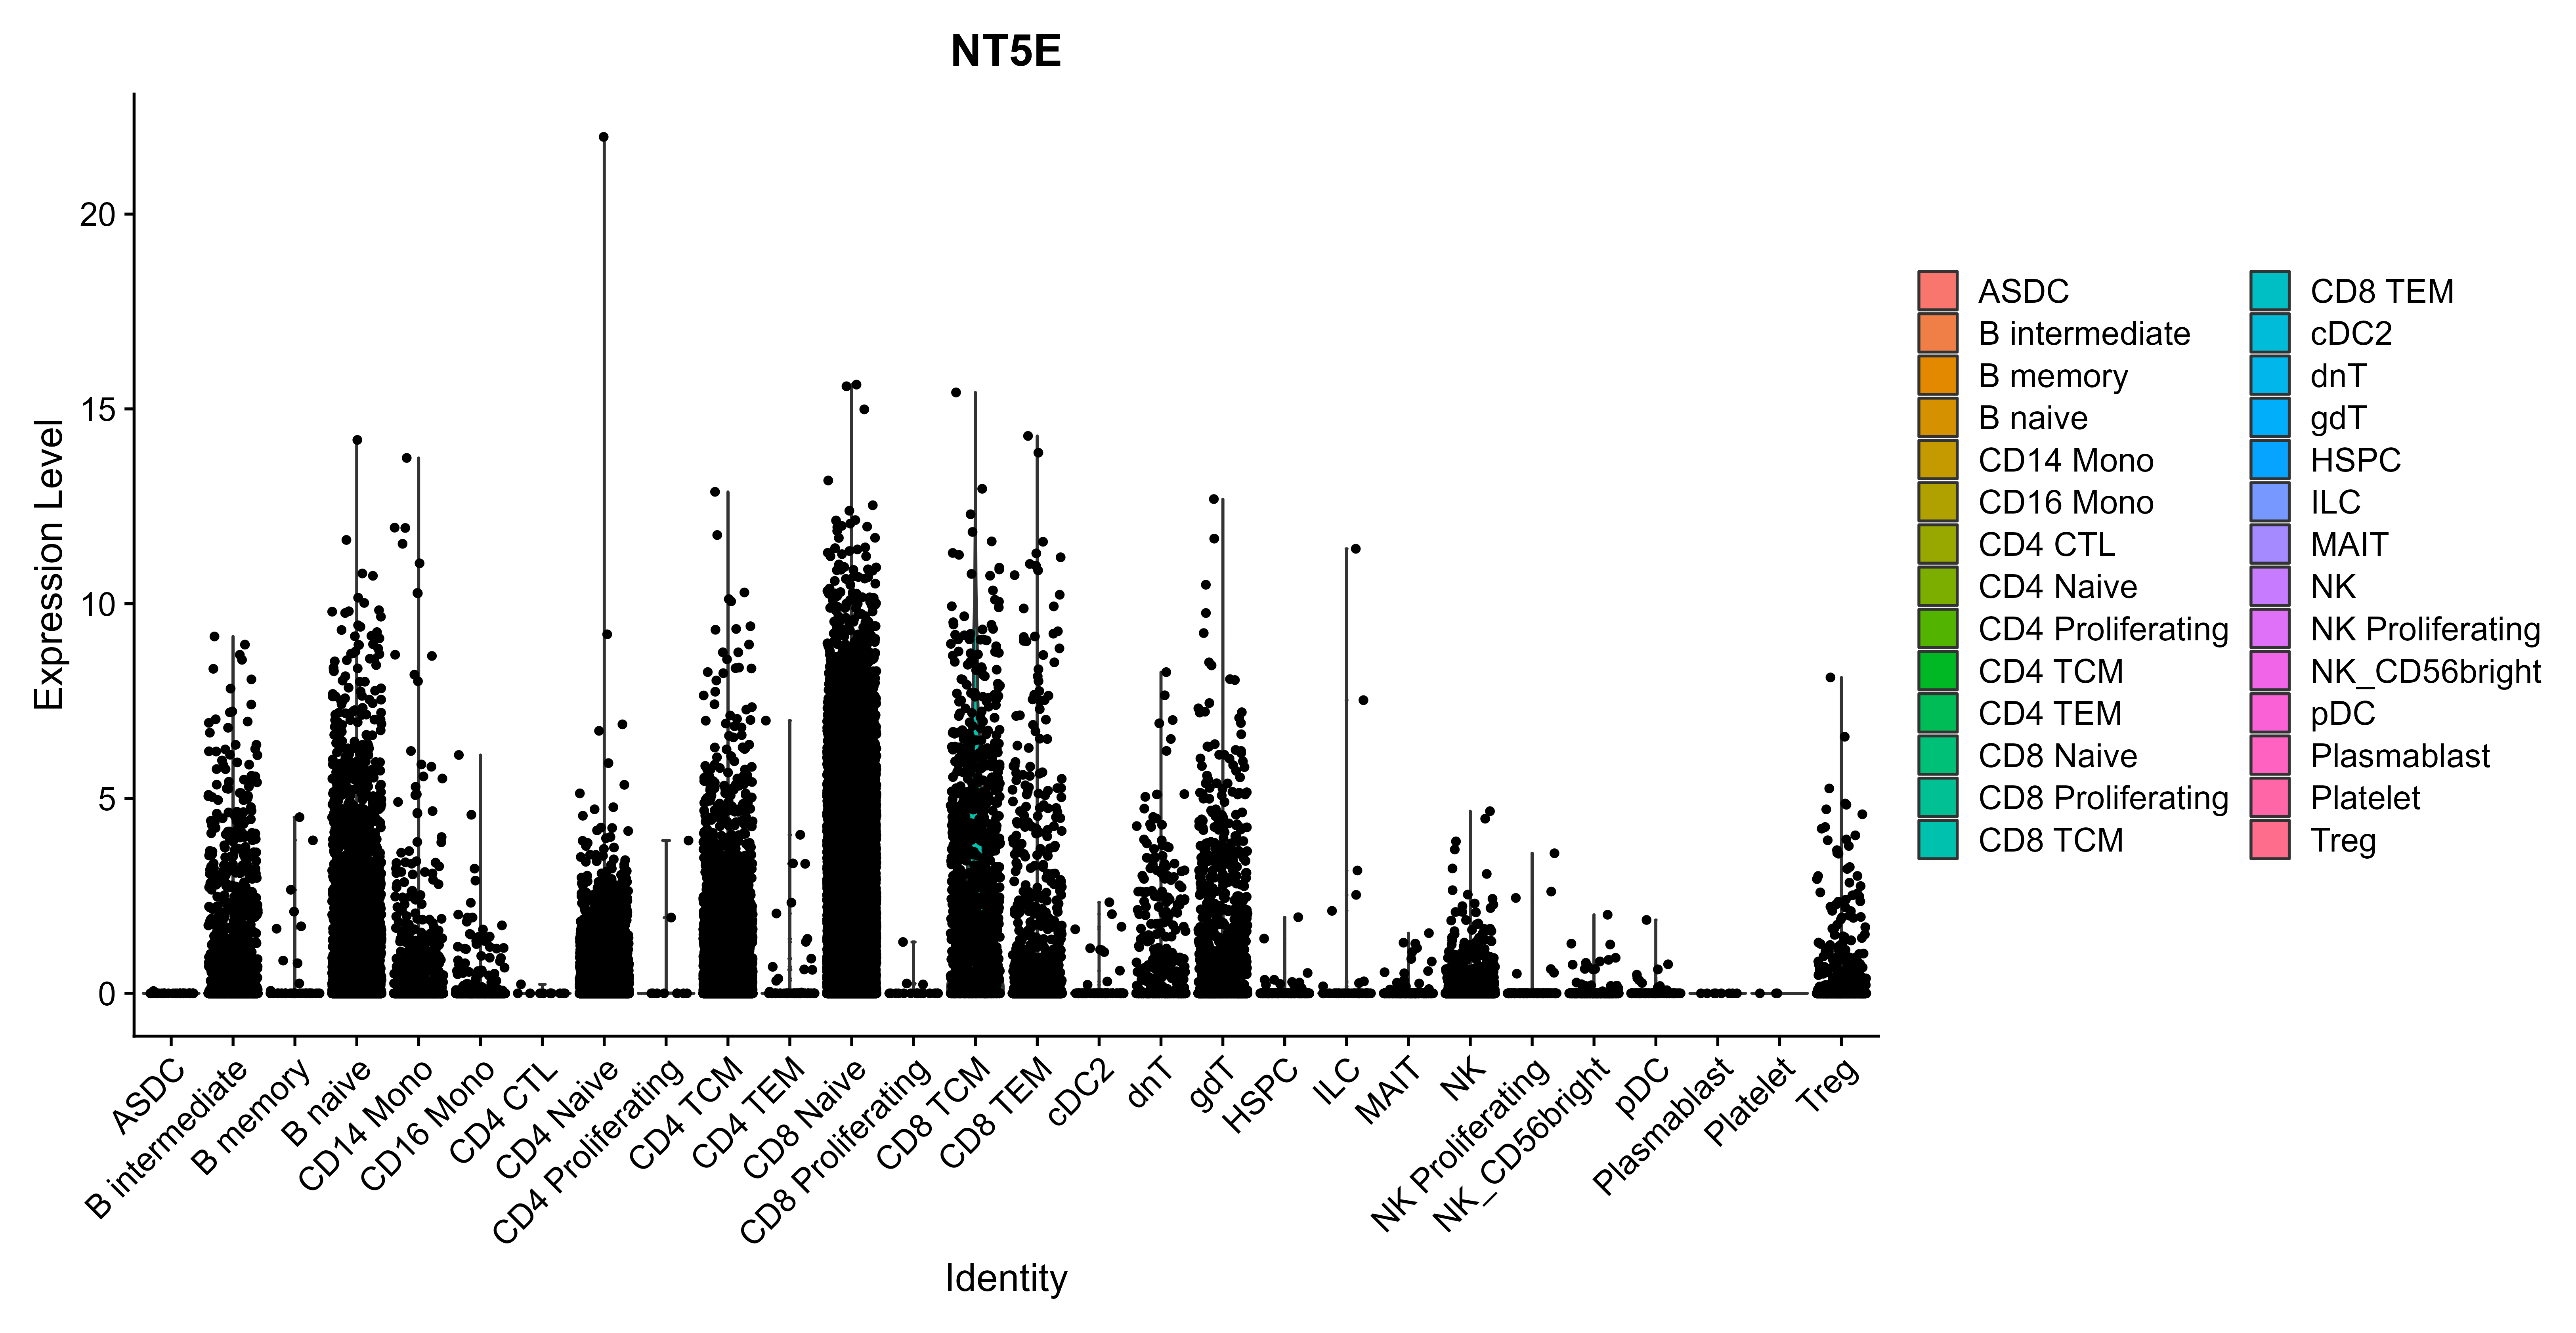 NT5E
Expression Level
20
15
10
5
0
ASDC
B intermediate
B memory
B naive
CD14 Mono
CD16 Mono
CD4 CTL
CD4 Naive
CD4 Proliferating
CD4 TCM
CD4 TEM
CD8 Naive
CD8 Proliferating
CD8 TCM
CD8 TEM
cDC2
dnT
gdT
HSPC
ILC
MAIT
NK
NK Proliferating
NK_CD56bright
pDC
Plasmablast
Platelet
Treg
Identity
ASDC
B intermediate
B memory
B naive
CD14 Mono
CD16 Mono
CD4 CTL
CD4 Naive
CD4 Proliferating
CD4 TCM
CD4 TEM
CD8 Naive
CD8 Proliferating
CD8 TCM
CD8 TEM
cDC2
dnT
gdT
HSPC
ILC
MAIT
NK
NK Proliferating
NK_CD56bright
pDC
Plasmablast
Platelet
Treg